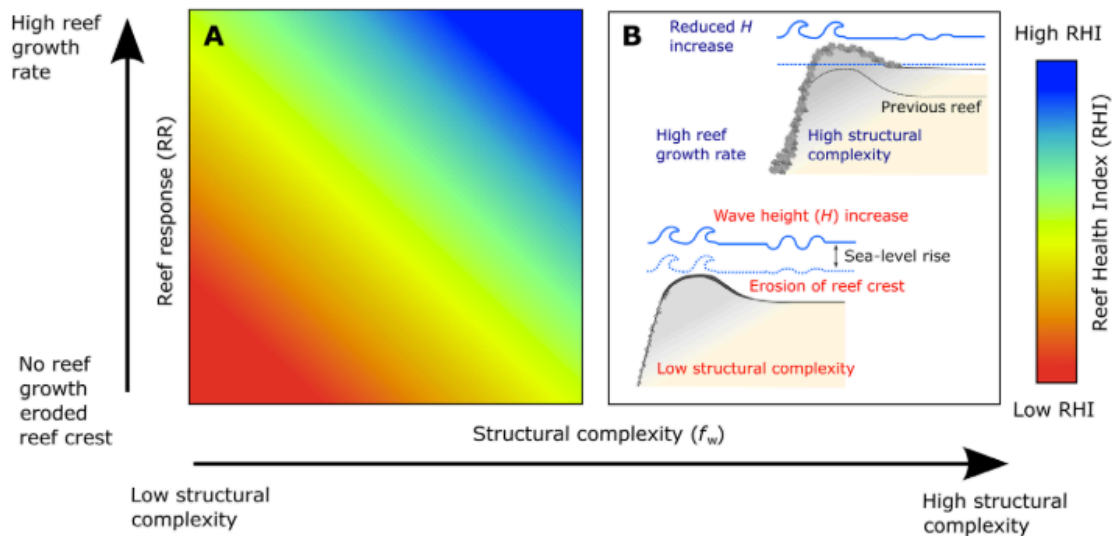 High reef
growth
rate
A
Reef response (RR)
No reef
growth
eroded
reef crest
B
Reduced H
increase
Previous reef
High reef
growth rate
High structural
complexity
Wave height (H) increase
Sea-level rise
Erosion of reef crest
Low structural complexity
High RHI
Reef Health Index (RHI)
Low RHI
Structural complexity (fw)
Low structural
complexity
High structural
complexity